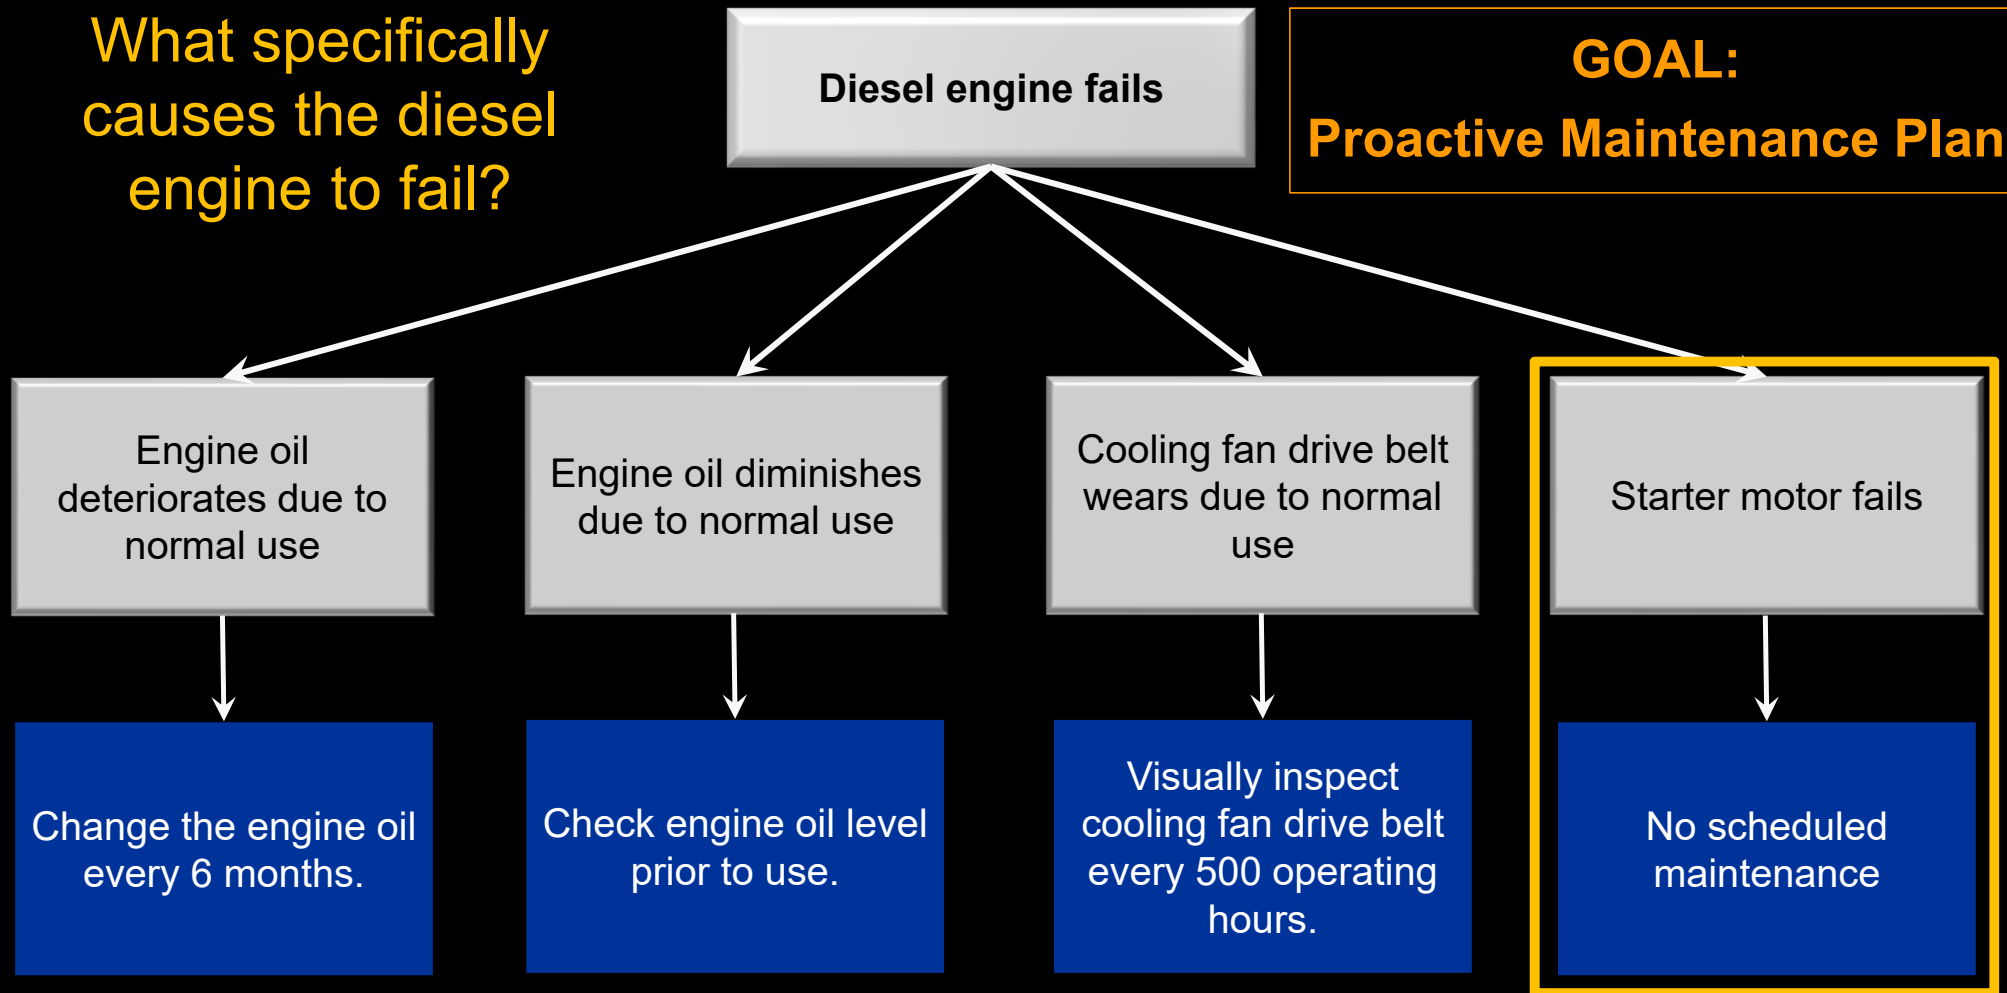 What specifically
causes the diesel
engine to fail?
Diesel engine fails
GOAL:
Proactive Maintenance Plan
Engine oil
deteriorates due to
normal use
Engine oil diminishes
due to normal use
Cooling fan drive belt
wears due to normal
use
Starter motor fails
Change the engine oil
every 6 months.
Check engine oil level
prior to use.
Visually inspect
cooling fan drive belt
every 500 operating
hours.
No scheduled
maintenance